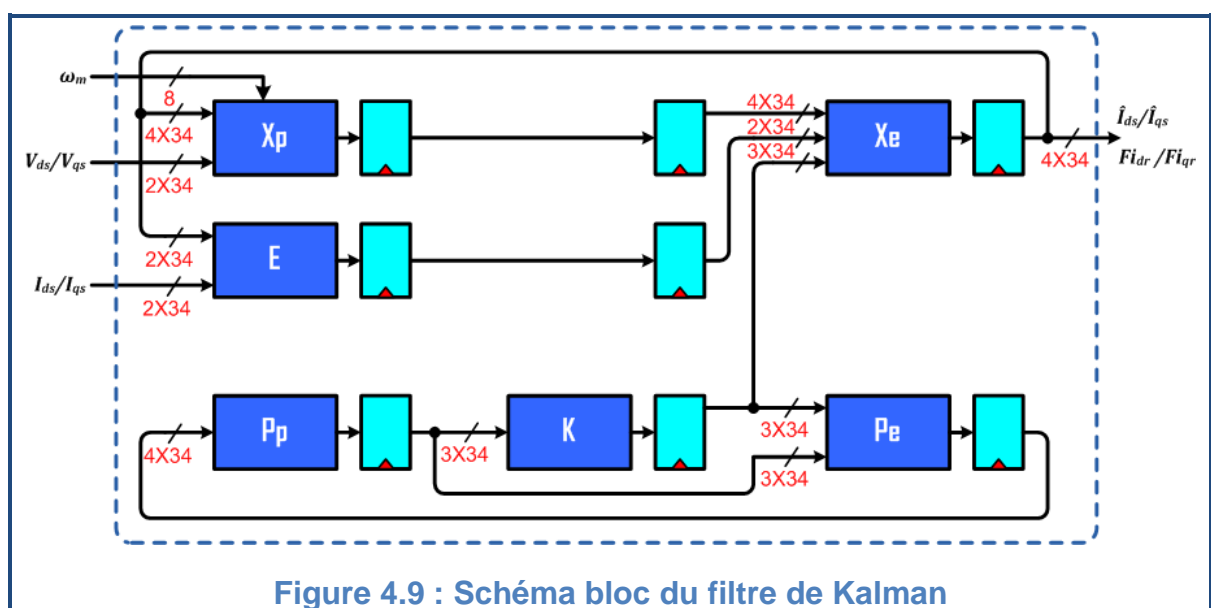 ωm
8
4X34
Vds/Vqs
2X34
Xp
4X34
2X34
3X34
Xe
4X34
Îds/Îqs
Fidr/Fiqr
2X34
Ids/Iqs
2X34
E
4X34
Pp
3X34
K
3X34
3X34
Pe
Figure 4.9 : Schéma bloc du filtre de Kalman